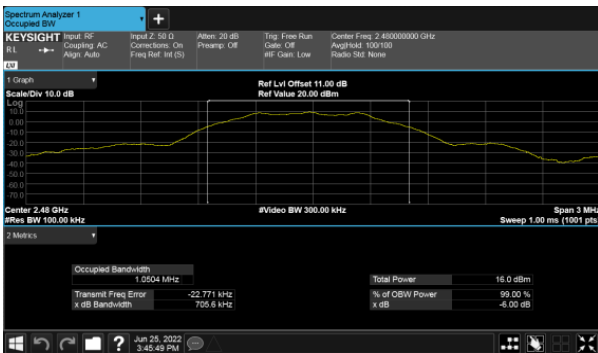 Spectrum Analyzer 1
Occupied BW
+
KEYSIGHT
RL
LXI
Input: RF
Coupling: AC
Align: Auto
Input Z: 50 Ω
Corrections: On
Freq Ref: Int (S)
Atten: 20 dB
Preamp: Off
Trig: Free Run
Gate: Off
#IF Gain: Low
Center Freq: 2.480000000 GHz
Avg|Hold: 100/100
Radio Std: None
1 Graph
Scale/Div 10.0 dB
Ref Lvl Offset 11.00 dB
Ref Value 20.00 dBm
Log
10.0
0.00
-10.0
-20.0
-30.0
-40.0
-50.0
-60.0
-70.0
Center 2.48 GHz
#Video BW 300.00 kHz
Span 3 MHz
#Res BW 100.00 kHz
Sweep 1.00 ms (1001 pts
2 Metrics
Occupied Bandwidth
1.0504 MHz
Total Power 16.0 dBm
Transmit Freq Error -22.771 kHz
% of OBW Power 99.00 %
x dB Bandwidth 705.6 kHz
x dB -6.00 dB
?
Jun 25, 2022
3:45:49 PM